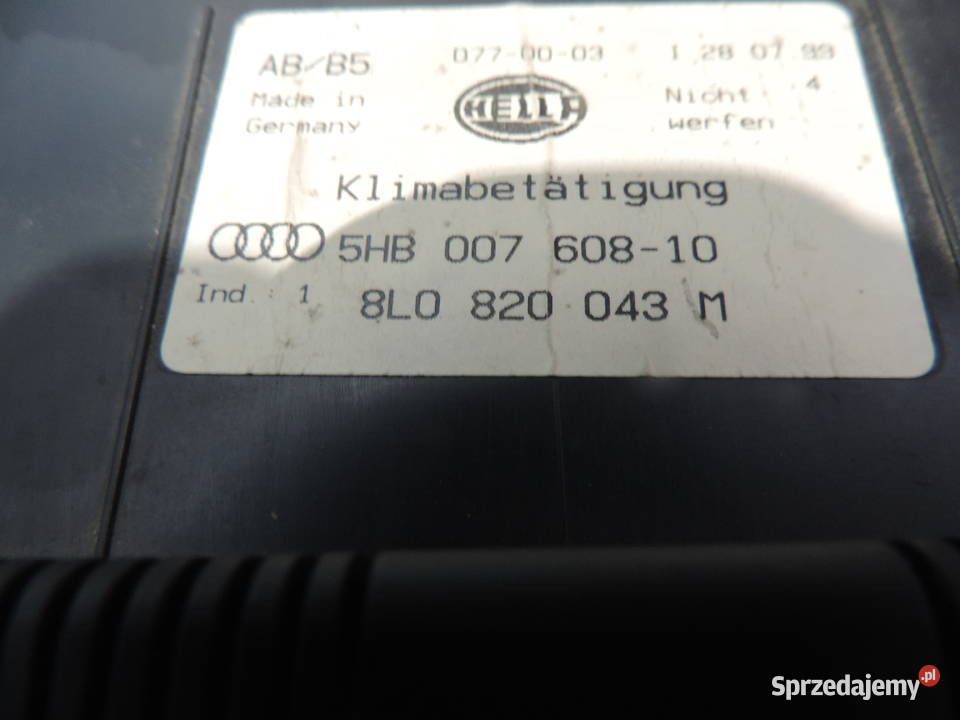 AB/B5 077-00-03 1 28 07 99
Made in HELLA Nicht 4
Germany werfen
Klimabetätigung
5HB 007 608-10
Ind.: 1 8L0 820 043 M
Sprzedajemy.pl